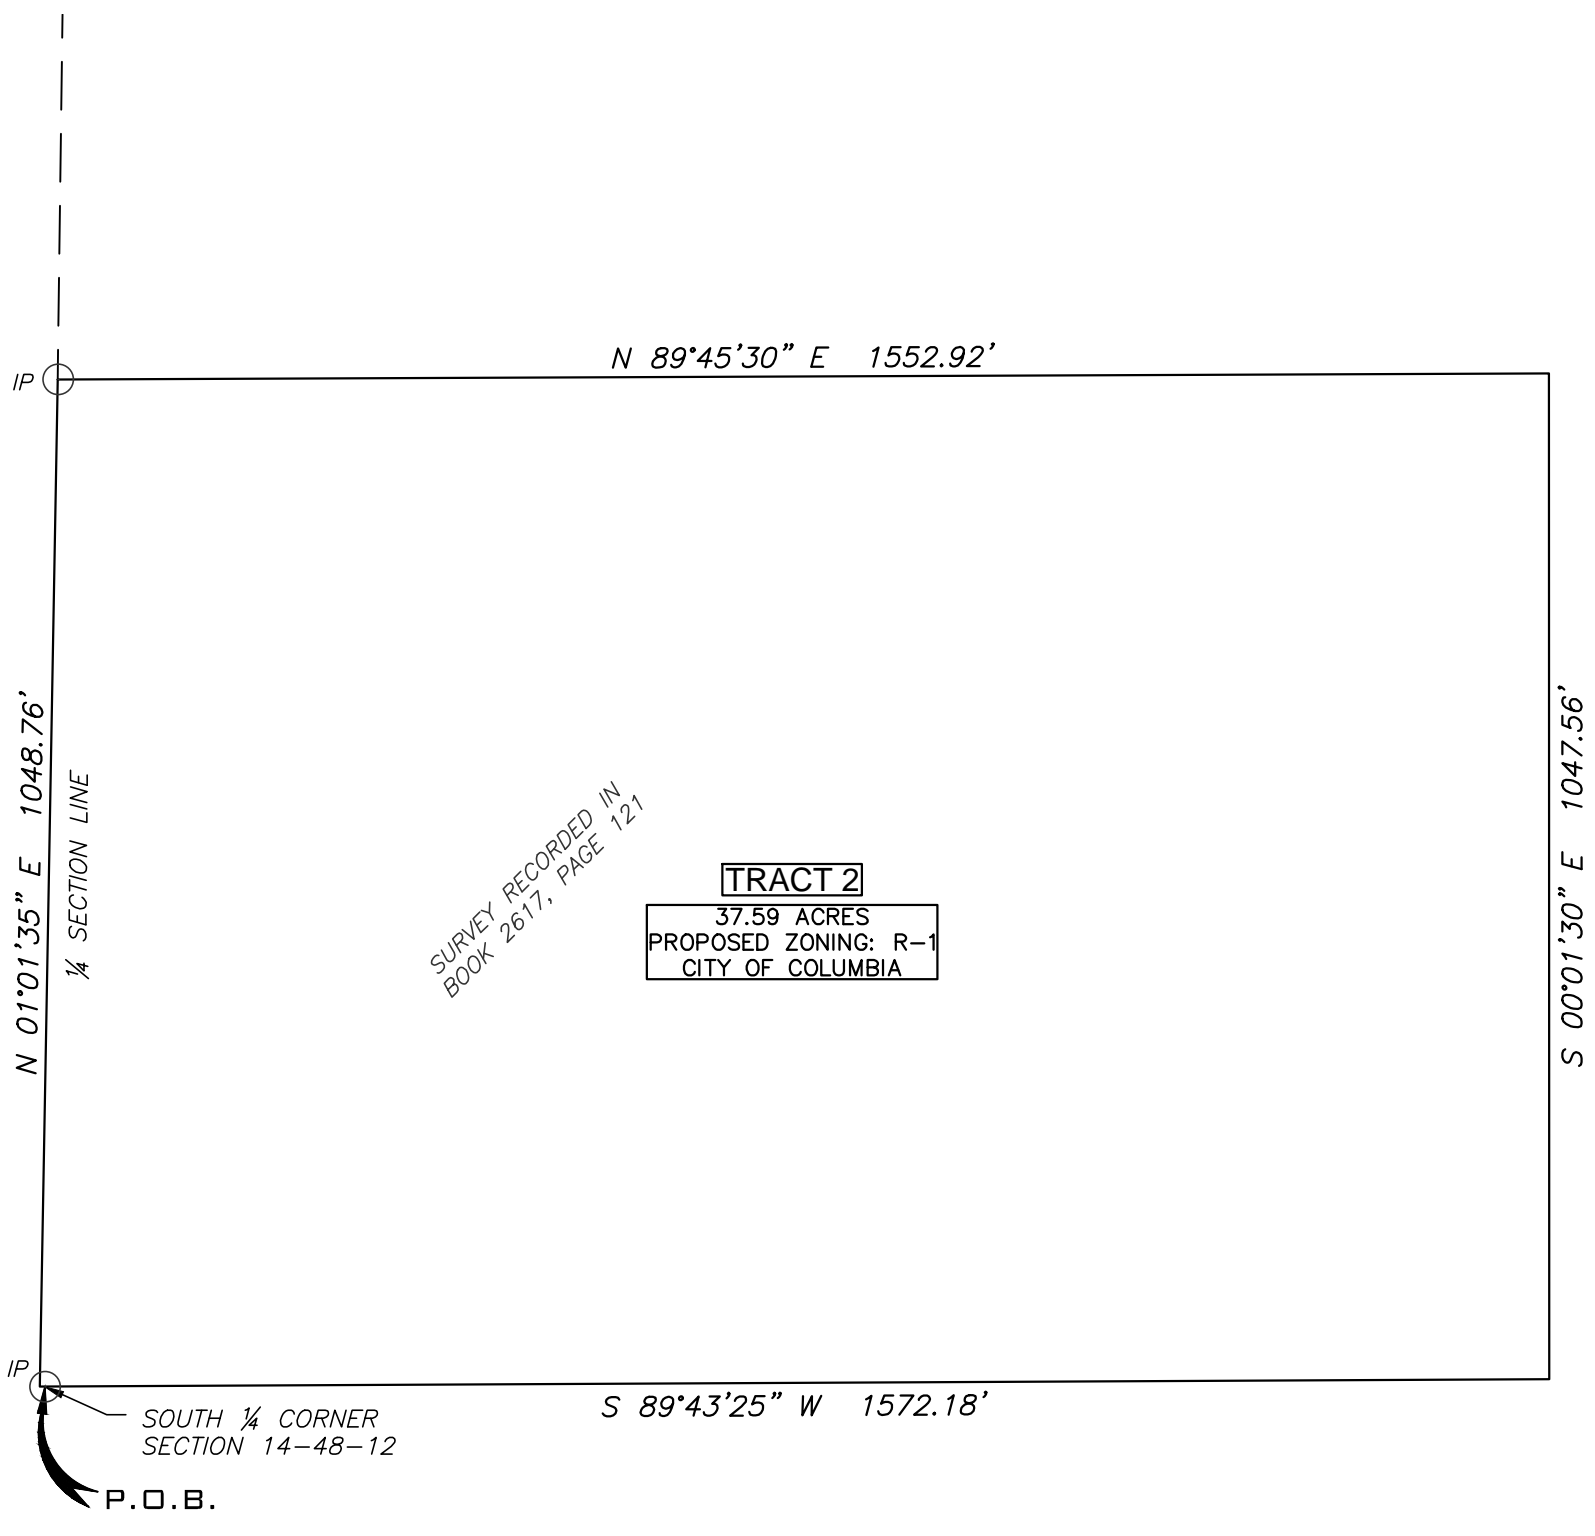 N 89°45'30" E 1552.92'
IP
N 01°01'35" E 1048.76'
¼ SECTION LINE
SURVEY RECORDED IN
BOOK 2617, PAGE 121
TRACT 2
37.59 ACRES
PROPOSED ZONING: R-1
CITY OF COLUMBIA
S 00°01'30" E 1047.56'
IP
S 89°43'25" W 1572.18'
SOUTH ¼ CORNER
SECTION 14-48-12
P.O.B.